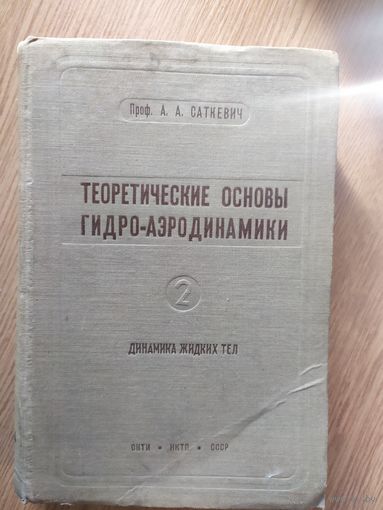 Проф. А. А. САТКЕВИЧ
ТЕОРЕТИЧЕСКИЕ ОСНОВЫ
ГИДРО-АЭРОДИНАМИКИ
2
ДИНАМИКА ЖИДКИХ ТЕЛ
ОНТИ • НКТП • СССР